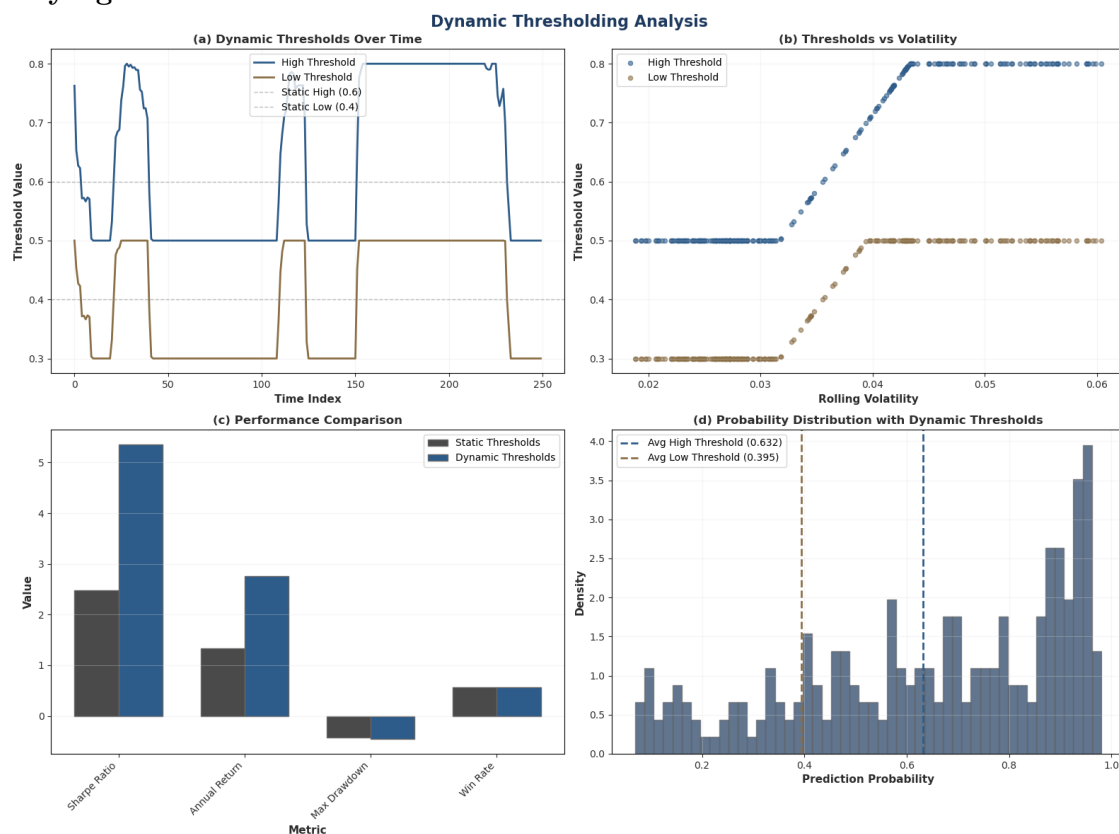 Dynamic Thresholding Analysis
(a) Dynamic Thresholds Over Time
High Threshold
Low Threshold
Static High (0.6)
Static Low (0.4)
Threshold Value
0.8
0.7
0.6
0.5
0.4
0.3
0
50
100
150
200
250
Time Index
(b) Thresholds vs Volatility
High Threshold
Low Threshold
Threshold Value
0.8
0.7
0.6
0.5
0.4
0.3
0.02
0.03
0.04
0.05
0.06
Rolling Volatility
(c) Performance Comparison
Static Thresholds
Dynamic Thresholds
Value
5
4
3
2
1
0
Sharpe Ratio
Annual Return
Max Drawdown
Win Rate
Metric
(d) Probability Distribution with Dynamic Thresholds
Avg High Threshold (0.632)
Avg Low Threshold (0.395)
Density
4.0
3.5
3.0
2.5
2.0
1.5
1.0
0.5
0.0
0.2
0.4
0.6
0.8
1.0
Prediction Probability